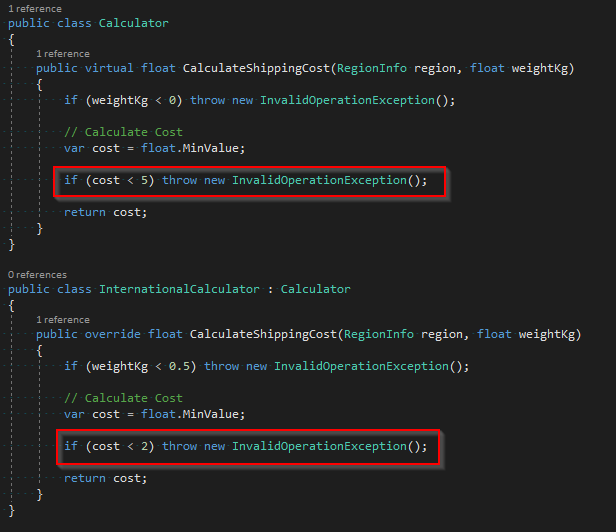 1 reference
public class Calculator
{
1 reference
public virtual float CalculateShippingCost(RegionInfo region, float weightKg)
{
if (weightKg < 0) throw new InvalidOperationException();
// Calculate Cost
var cost = float.MinValue;
if (cost < 5) throw new InvalidOperationException();
return cost;
}
}
0 references
public class InternationalCalculator : Calculator
{
1 reference
public override float CalculateShippingCost(RegionInfo region, float weightKg)
{
if (weightKg < 0.5) throw new InvalidOperationException();
// Calculate Cost
var cost = float.MinValue;
if (cost < 2) throw new InvalidOperationException();
return cost;
}
}